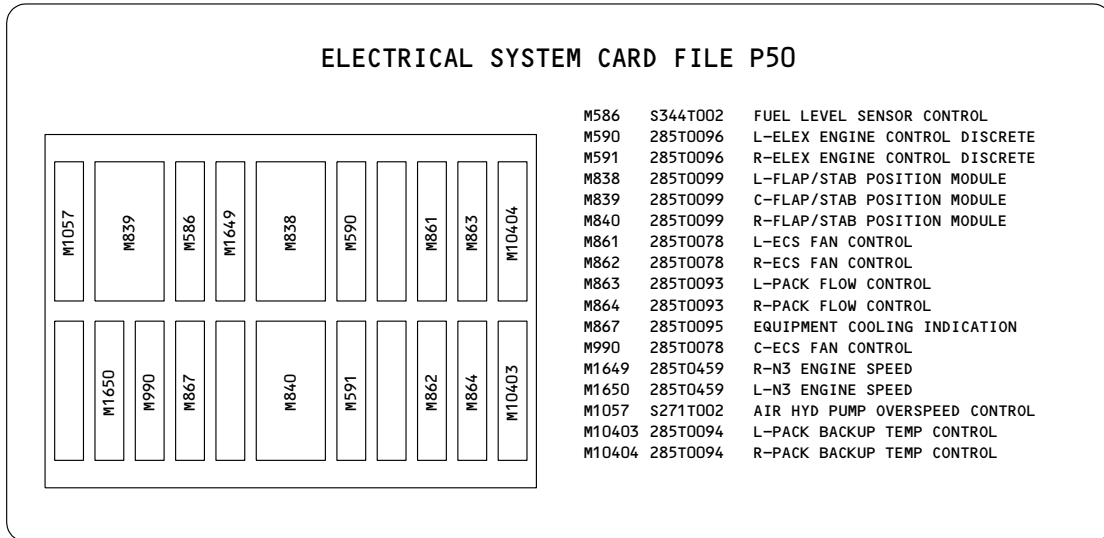 ELECTRICAL SYSTEM CARD FILE P50
M1057
M839
M586
M1649
M838
M590
M861
M863
M10404
M1650
M990
M867
M840
M591
M862
M864
M10403
M586 S344T002 FUEL LEVEL SENSOR CONTROL
M590 285T0096 L-ELEX ENGINE CONTROL DISCRETE
M591 285T0096 R-ELEX ENGINE CONTROL DISCRETE
M838 285T0099 L-FLAP/STAB POSITION MODULE
M839 285T0099 C-FLAP/STAB POSITION MODULE
M840 285T0099 R-FLAP/STAB POSITION MODULE
M861 285T0078 L-ECS FAN CONTROL
M862 285T0078 R-ECS FAN CONTROL
M863 285T0093 L-PACK FLOW CONTROL
M864 285T0093 R-PACK FLOW CONTROL
M867 285T0095 EQUIPMENT COOLING INDICATION
M990 285T0078 C-ECS FAN CONTROL
M1649 285T0459 R-N3 ENGINE SPEED
M1650 285T0459 L-N3 ENGINE SPEED
M1057 S271T002 AIR HYD PUMP OVERSPEED CONTROL
M10403 285T0094 L-PACK BACKUP TEMP CONTROL
M10404 285T0094 R-PACK BACKUP TEMP CONTROL